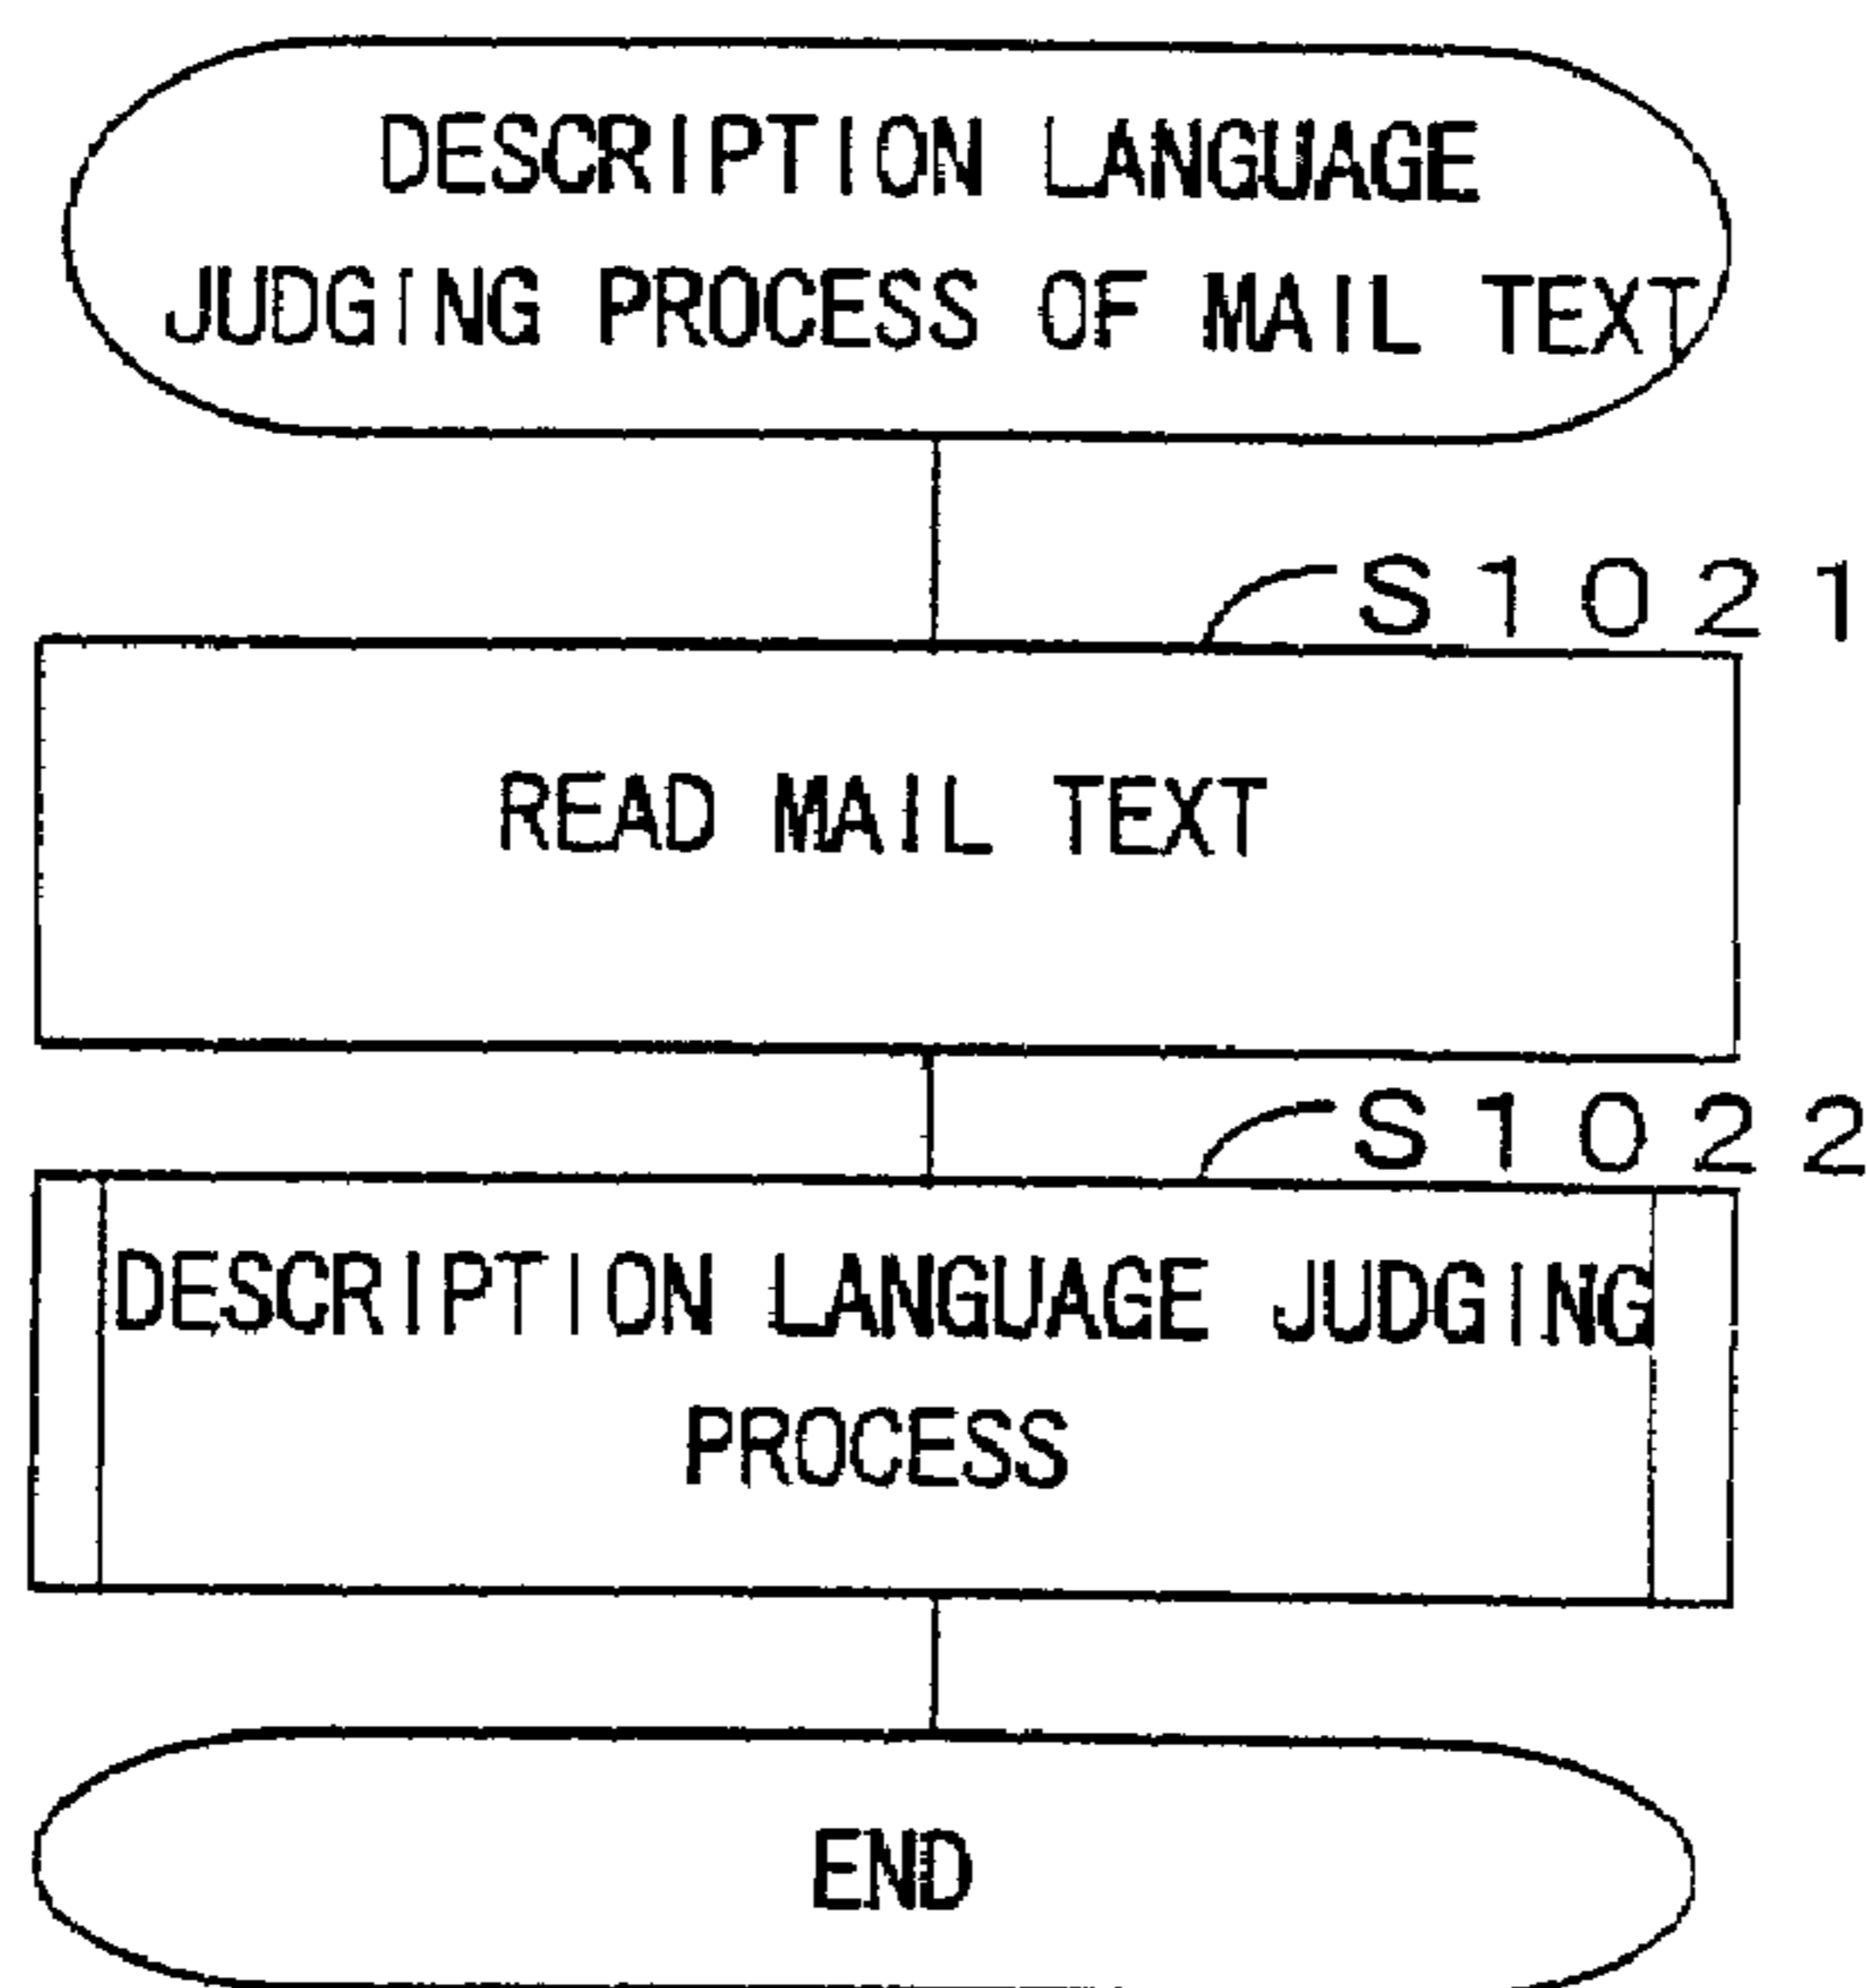 DESCRIPTION LANGUAGE
JUDGING PROCESS OF MAIL TEXT
S1021
READ MAIL TEXT
S1022
DESCRIPTION LANGUAGE JUDGING
PROCESS
END